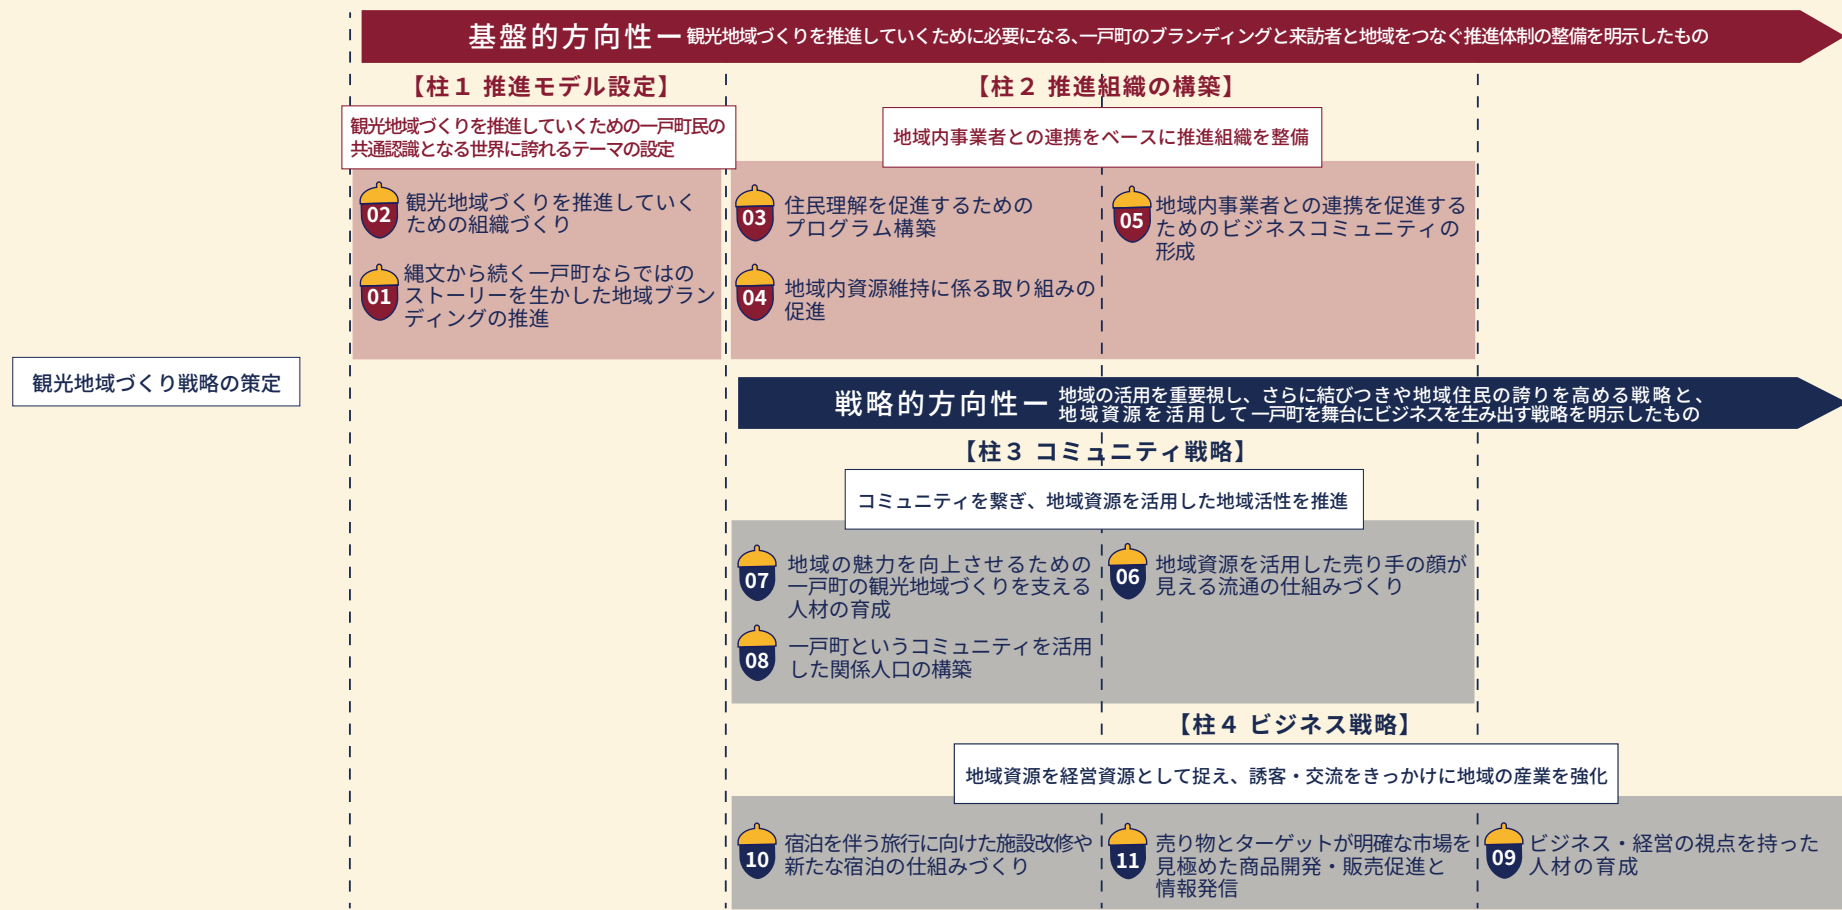 基盤的方向性ー観光地域づくりを推進していくために必要になる、一戸町のブランディングと来訪者と地域をつなぐ推進体制の整備を明示したもの
【柱１ 推進モデル設定】
観光地域づくりを推進していくための一戸町民の
共通認識となる世界に誇れるテーマの設定
02
観光地域づくりを推進していく
ための組織づくり
01
縄文から続く一戸町ならではの
ストーリーを生かした地域ブラン
ディングの推進
【柱２ 推進組織の構築】
地域内事業者との連携をベースに推進組織を整備
03
住民理解を促進するための
プログラム構築
04
地域内資源維持に係る取り組みの
促進
05
地域内事業者との連携を促進する
ためのビジネスコミュニティの
形成
観光地域づくり戦略の策定
戦略的方向性ー
地域の活用を重要視し、さらに結びつきや地域住民の誇りを高める戦略と、
地域資源を活用して一戸町を舞台にビジネスを生み出す戦略を明示したもの
【柱３ コミュニティ戦略】
コミュニティを繋ぎ、地域資源を活用した地域活性を推進
07
地域の魅力を向上させるための
一戸町の観光地域づくりを支える
人材の育成
08
一戸町というコミュニティを活用
した関係人口の構築
06
地域資源を活用した売り手の顔が
見える流通の仕組みづくり
【柱４ ビジネス戦略】
地域資源を経営資源として捉え、誘客・交流をきっかけに地域の産業を強化
10
宿泊を伴う旅行に向けた施設改修や
新たな宿泊の仕組みづくり
11
売り物とターゲットが明確な市場を
見極めた商品開発・販売促進と
情報発信
09
ビジネス・経営の視点を持った
人材の育成